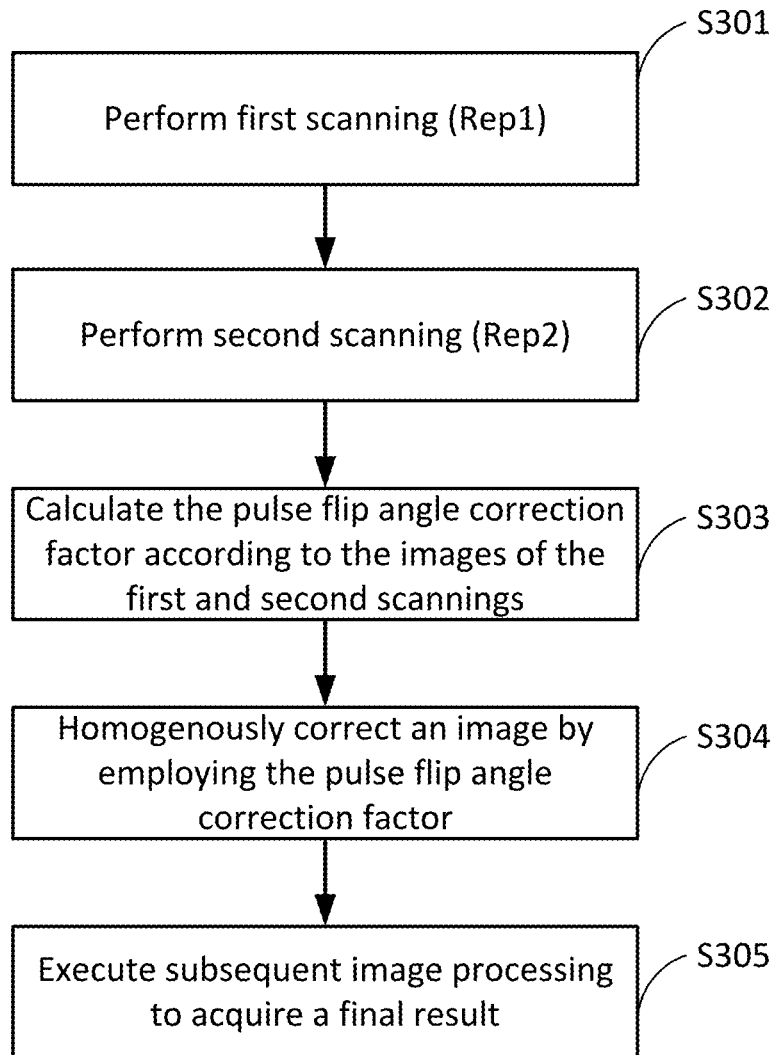 S301
Perform first scanning (Rep1)
S302
Perform second scanning (Rep2)
S303
Calculate the pulse flip angle correction
factor according to the images of the
first and second scannings
S304
Homogenously correct an image by
employing the pulse flip angle
correction factor
S305
Execute subsequent image processing
to acquire a final result